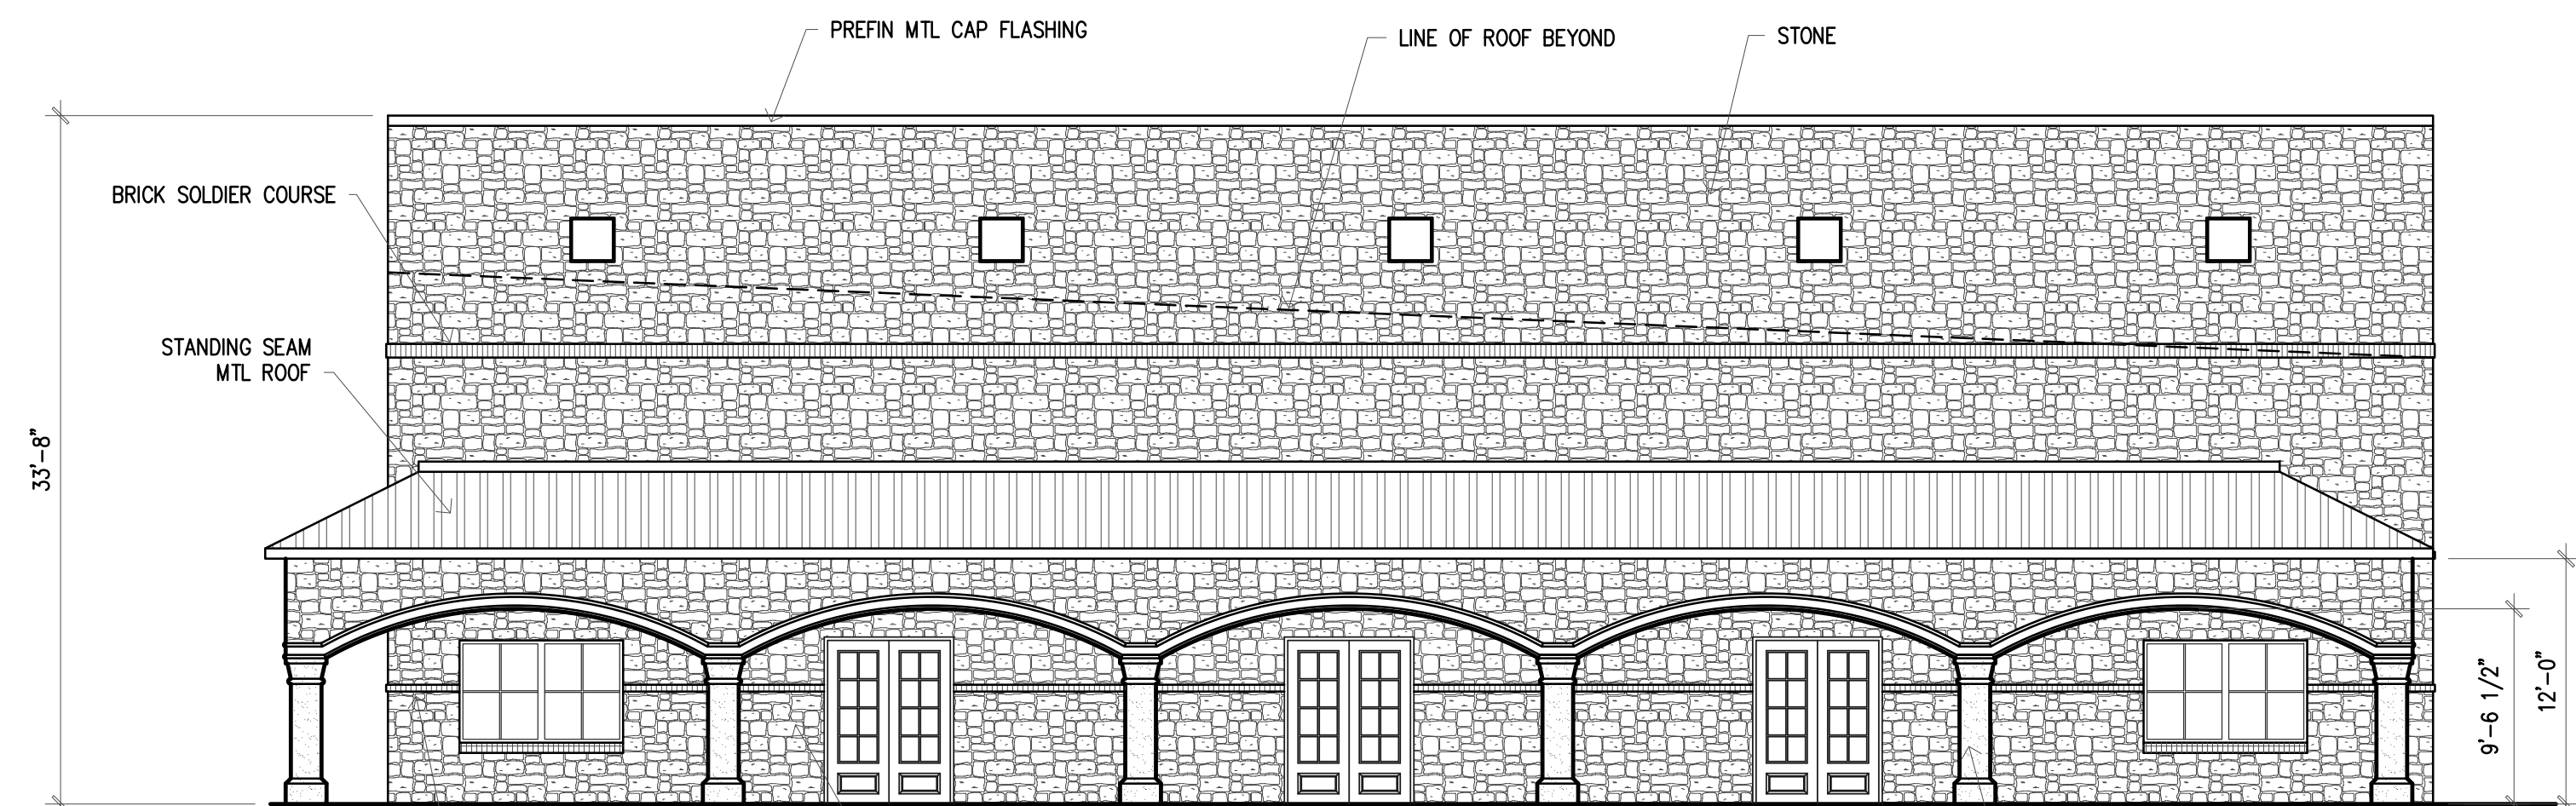 PREFIN MTL CAP FLASHING
LINE OF ROOF BEYOND
STONE
BRICK SOLDIER COURSE
STANDING SEAM
MTL ROOF
33'-8"
9'-6 1/2"
12'-0"